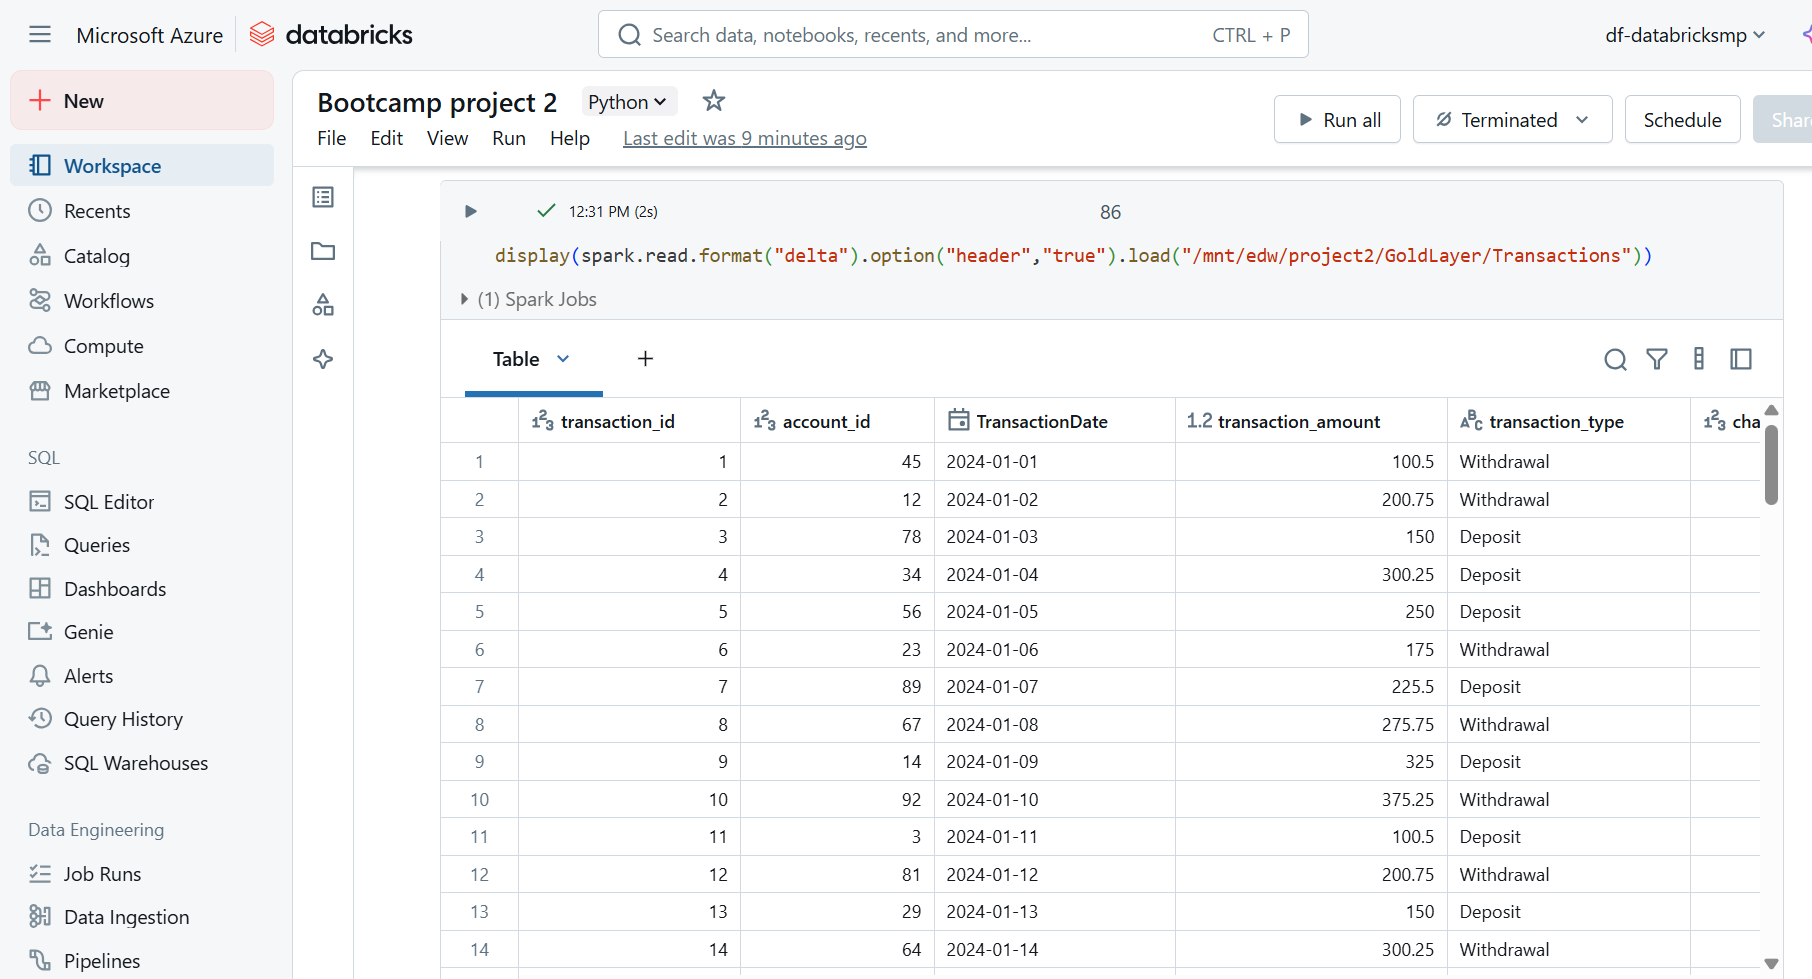 Microsoft Azure databricks Search data, notebooks, recents, and more... CTRL + P df-databricksmp
New
Workspace
Recents
Catalog
Workflows
Compute
Marketplace
SQL
SQL Editor
Queries
Dashboards
Genie
Alerts
Query History
SQL Warehouses
Data Engineering
Job Runs
Data Ingestion
Pipelines
Bootcamp project 2 Python
File Edit View Run Help Last edit was 9 minutes ago
Run all Terminated Schedule Shar
12:31 PM (2s) 86
display(spark.read.format("delta").option("header","true").load("/mnt/edw/project2/GoldLayer/Transactions"))
(1) Spark Jobs
Table +
123 transaction_id 123 account_id TransactionDate 1.2 transaction_amount ABC transaction_type 123 cha
1 1 45 2024-01-01 100.5 Withdrawal
2 2 12 2024-01-02 200.75 Withdrawal
3 3 78 2024-01-03 150 Deposit
4 4 34 2024-01-04 300.25 Deposit
5 5 56 2024-01-05 250 Deposit
6 6 23 2024-01-06 175 Withdrawal
7 7 89 2024-01-07 225.5 Deposit
8 8 67 2024-01-08 275.75 Withdrawal
9 9 14 2024-01-09 325 Deposit
10 10 92 2024-01-10 375.25 Withdrawal
11 11 3 2024-01-11 100.5 Deposit
12 12 81 2024-01-12 200.75 Withdrawal
13 13 29 2024-01-13 150 Deposit
14 14 64 2024-01-14 300.25 Withdrawal